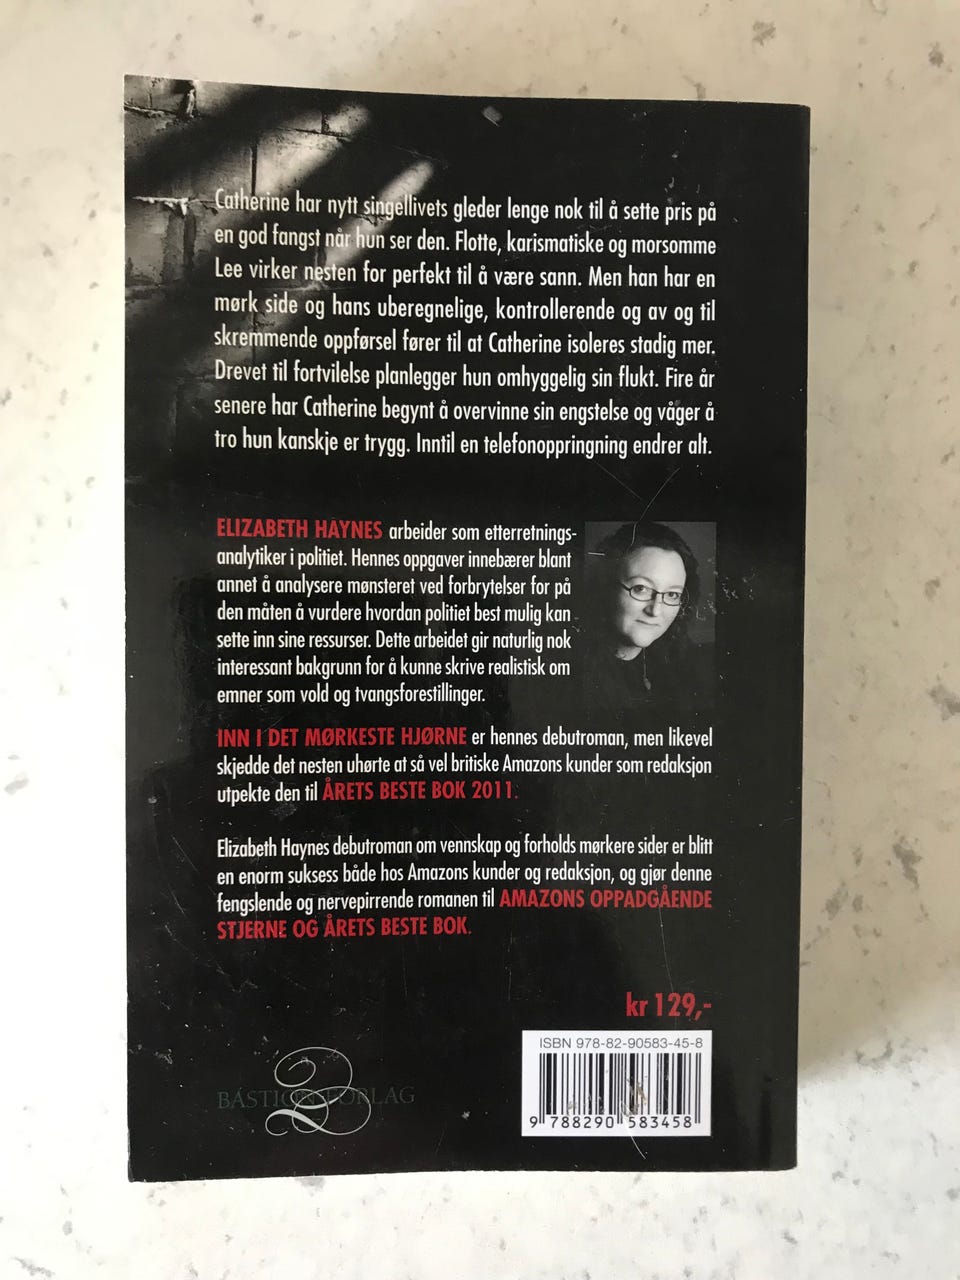 Catherine har nytt singellivets gleder lenge nok til å sette pris på
en god fangst når hun ser den. Flotte, karismatiske og morsomme
Lee virker nesten for perfekt til å være sann. Men han har en
mørk side og hans uberegnelige, kontrollerende og av og til
skremmende oppførsel fører til at Catherine isoleres stadig mer.
Drevet til fortvilelse planlegger hun omhyggelig sin flukt. Fire år
senere har Catherine begynt å overvinne sin engstelse og våger å
tro hun kanskje er trygg. Inntil en telefonoppringning endrer alt.
ELIZABETH HAYNES arbeider som etterretnings-
analytiker i politiet. Hennes oppgaver innebærer blant
annet å analysere mønsteret ved forbrytelser for på
den måten å vurdere hvordan politiet best mulig kan
sette inn sine ressurser. Dette arbeidet gir naturlig nok
interessant bakgrunn for å kunne skrive realistisk om
emner som vold og tvangsforestillinger.
INN I DET MØRKESTE HJØRNE er hennes debutroman, men likevel
skjedde det nesten uhørte at så vel britiske Amazons kunder som redaksjon
utpekte den til ÅRETS BESTE BOK 2011.
Elizabeth Haynes debutroman om vennskap og forholds mørkere sider er blitt
en enorm suksess både hos Amazons kunder og redaksjon, og gjør denne
fengslende og nervepirrende romanen til AMAZONS OPPADGÅENDE
STJERNE OG ÅRETS BESTE BOK.
kr 129,-
ISBN 978-82-90583-45-8
9 788290 583458
BASTION FORLAG